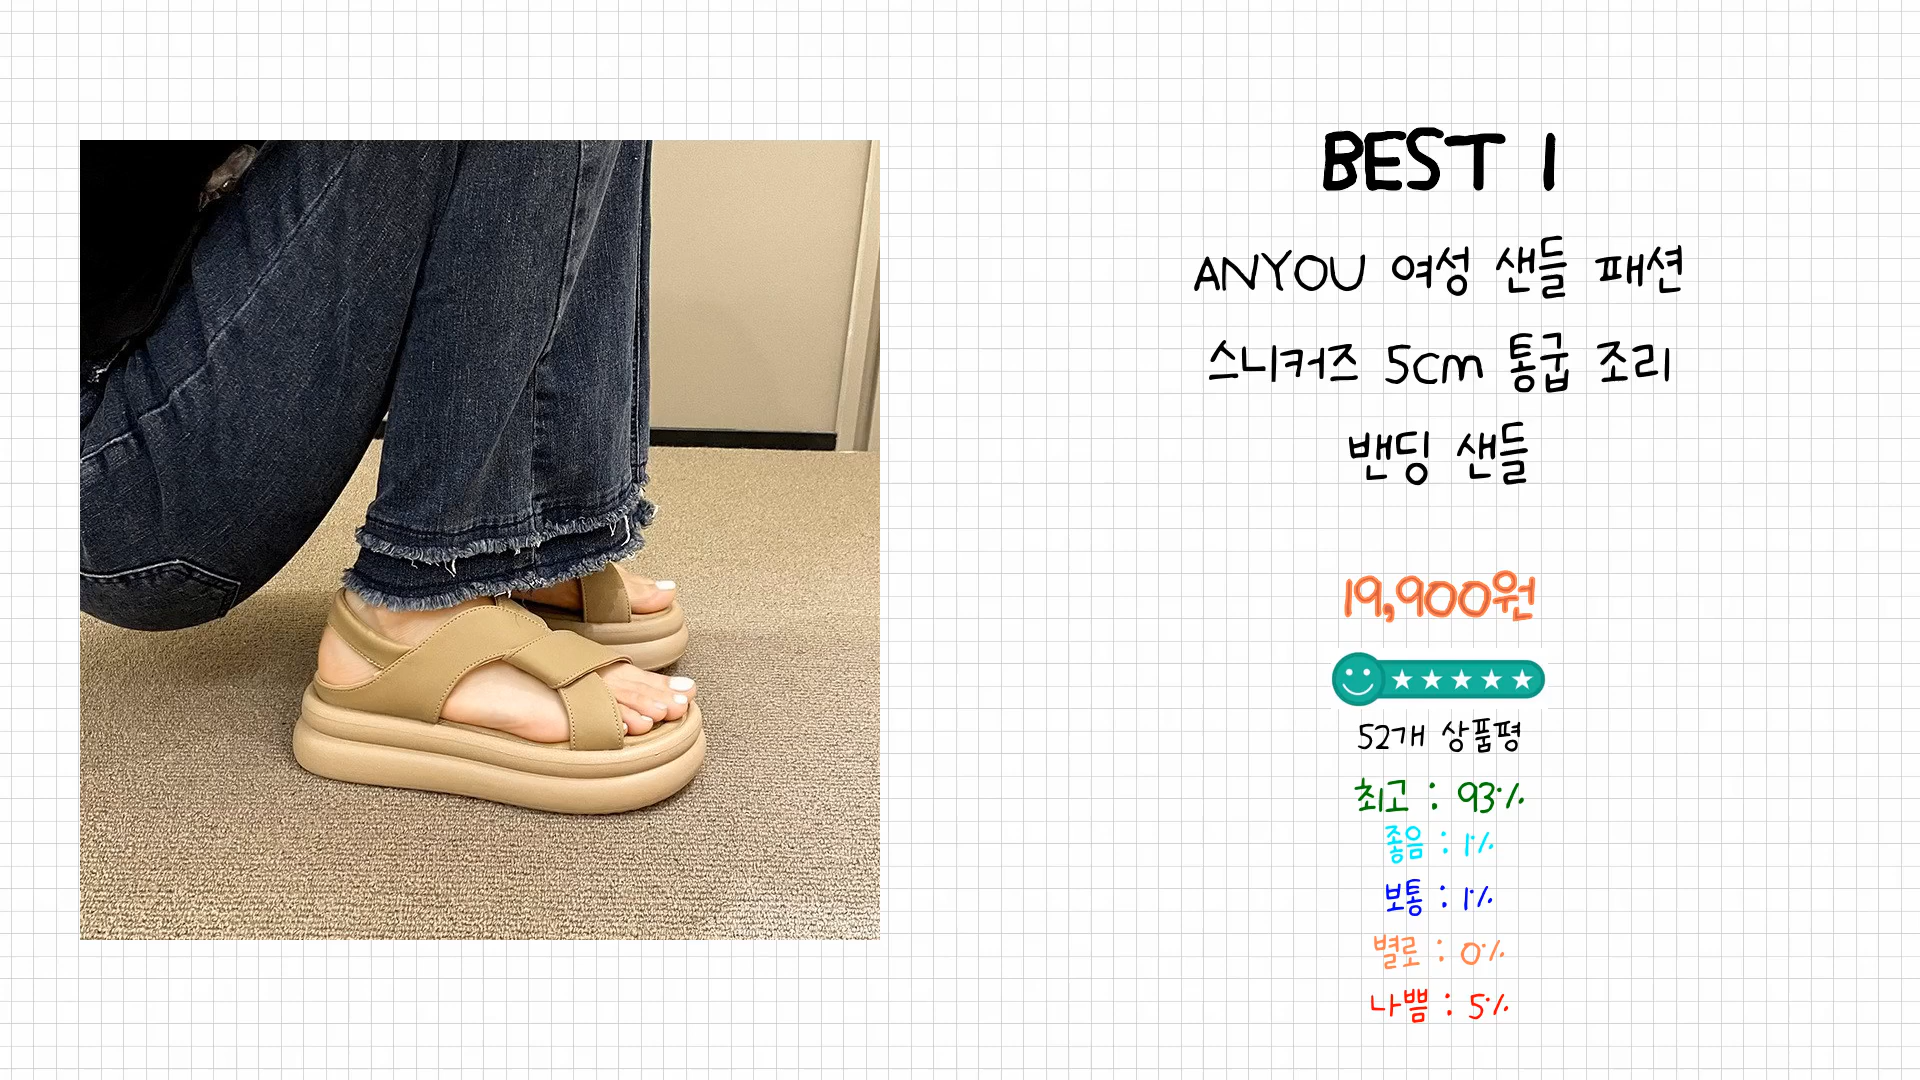 BEST 1
ANYOU 여성 샌들 패션
스니커즈 5cm 통굽 조리
밴딩 샌들
19,900원
52개 상품평
최고 : 93%
좋음 : 1%
보통 : 1%
별로 : 0%
나쁨 : 5%